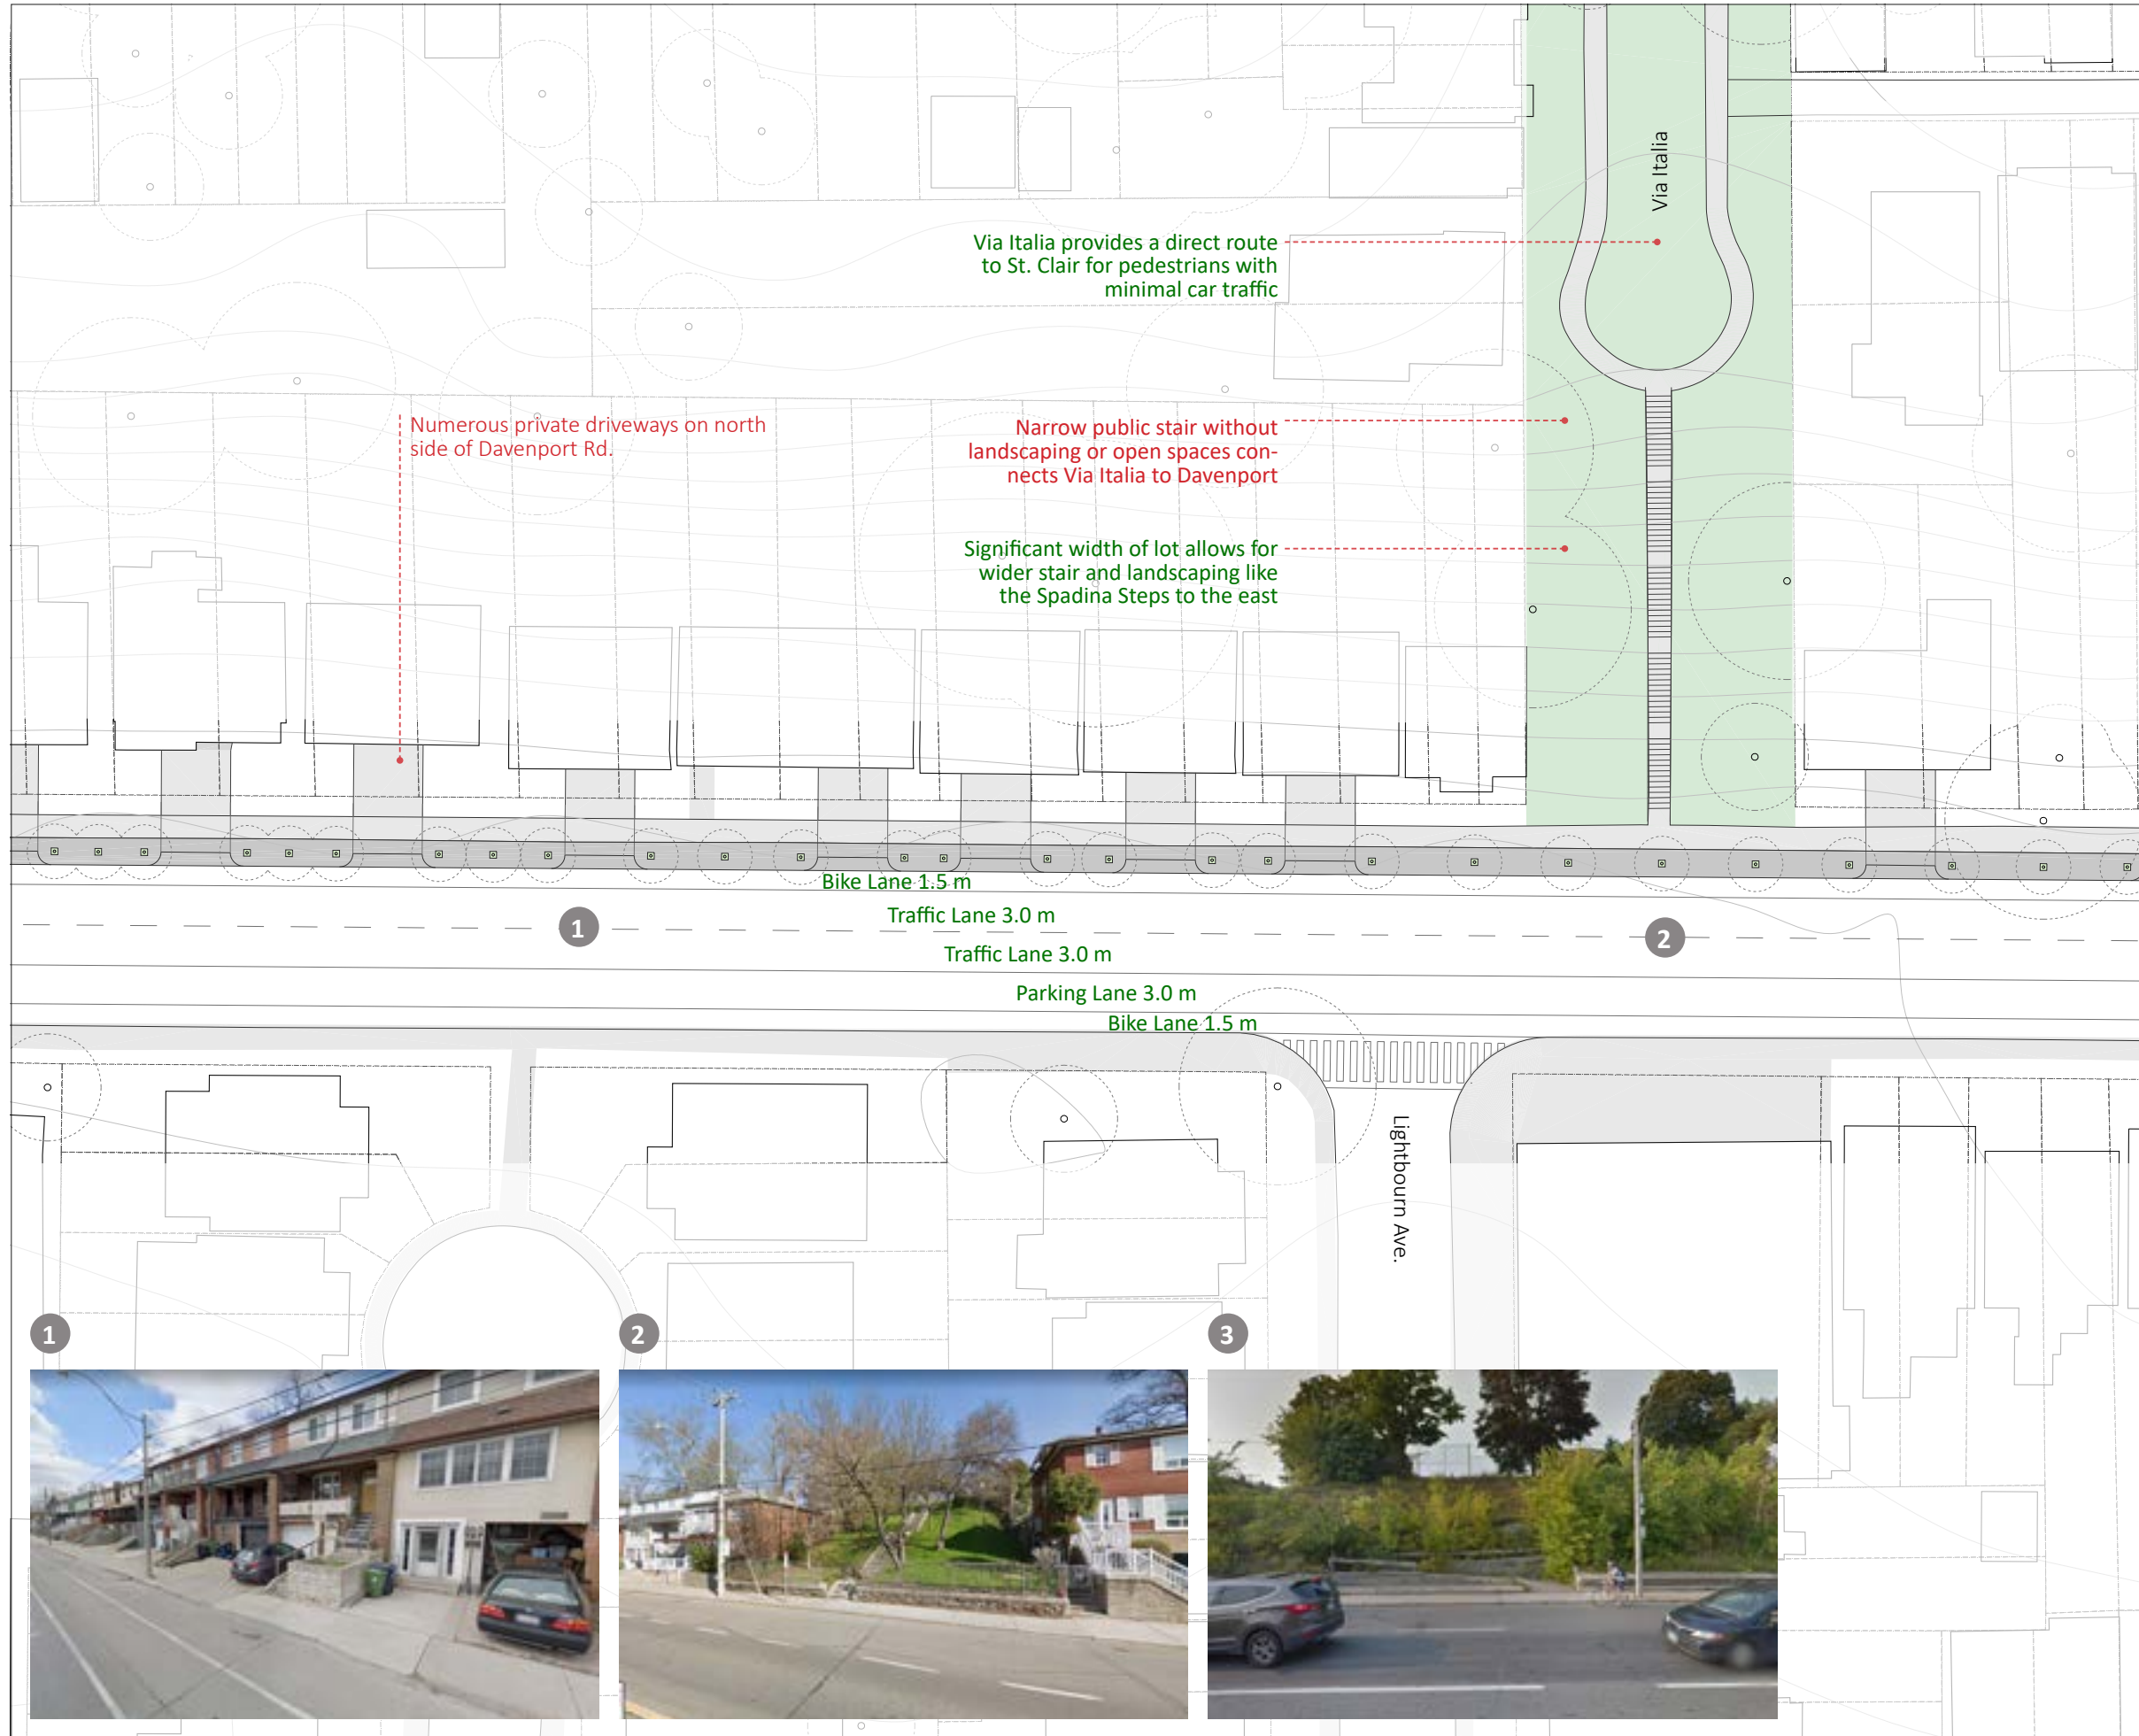 Via Italia
Via Italia provides a direct route
to St. Clair for pedestrians with
minimal car traffic
Numerous private driveways on north
side of Davenport Rd.
Narrow public stair without
landscaping or open spaces con-
nects Via Italia to Davenport
Significant width of lot allows for
wider stair and landscaping like
the Spadina Steps to the east
Bike Lane 1.5 m
Traffic Lane 3.0 m
1
2
Traffic Lane 3.0 m
Parking Lane 3.0 m
Bike Lane 1.5 m
Lightbourn Ave.
1
2
3